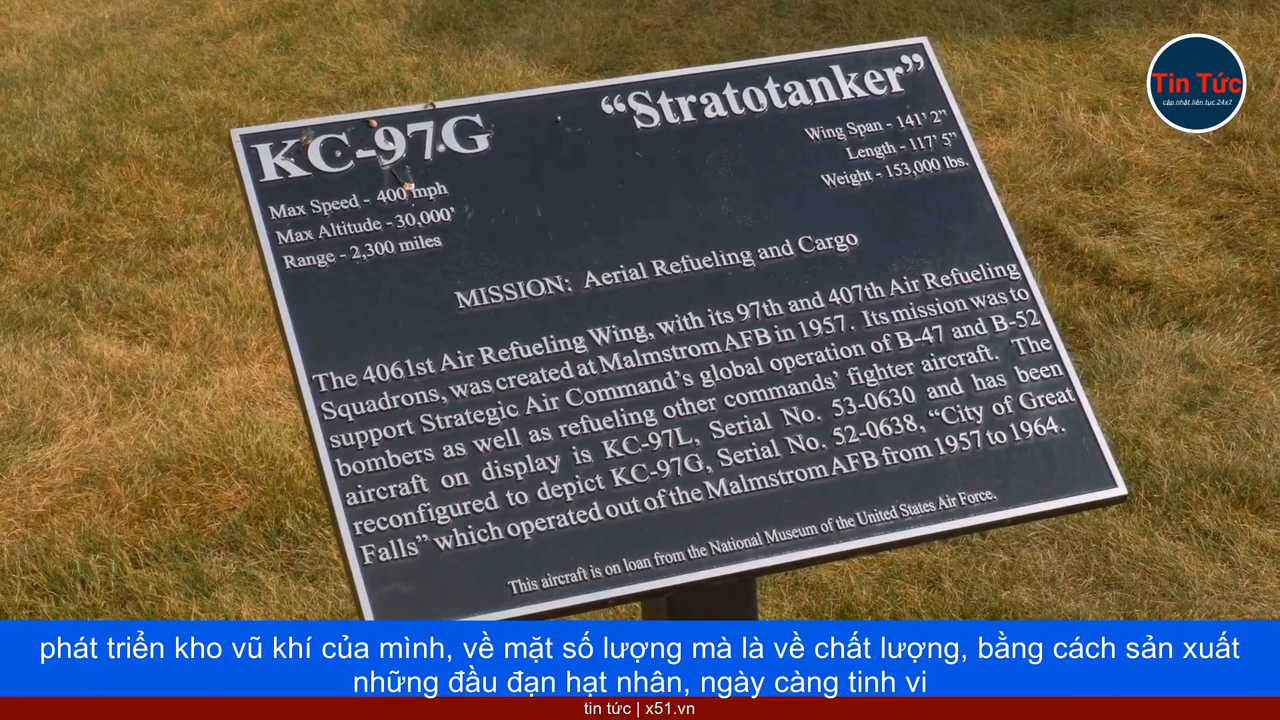 Tin Tức
cập nhật liên tục 24x7
KC-97G
“Stratotanker”
Max Speed - 400 mph
Max Altitude - 30,000’
Range - 2,300 miles
Wing Span - 141’ 2”
Length - 117’ 5”
Weight - 153,000 lbs.
MISSION: Aerial Refueling and Cargo
The 4061st Air Refueling Wing, with its 97th and 407th Air Refueling
Squadrons, was created at Malmstrom AFB in 1957. Its mission was to
support Strategic Air Command’s global operation of B-47 and B-52
bombers as well as refueling other commands’ fighter aircraft. The
aircraft on display is KC-97L, Serial No. 53-0630 and has been
reconfigured to depict KC-97G, Serial No. 52-0638, “City of Great
Falls” which operated out of the Malmstrom AFB from 1957 to 1964.
This aircraft is on loan from the National Museum of the United States Air Force.
phát triển kho vũ khí của mình, về mặt số lượng mà là về chất lượng, bằng cách sản xuất
những đầu đạn hạt nhân, ngày càng tinh vi
tin tức | x51.vn